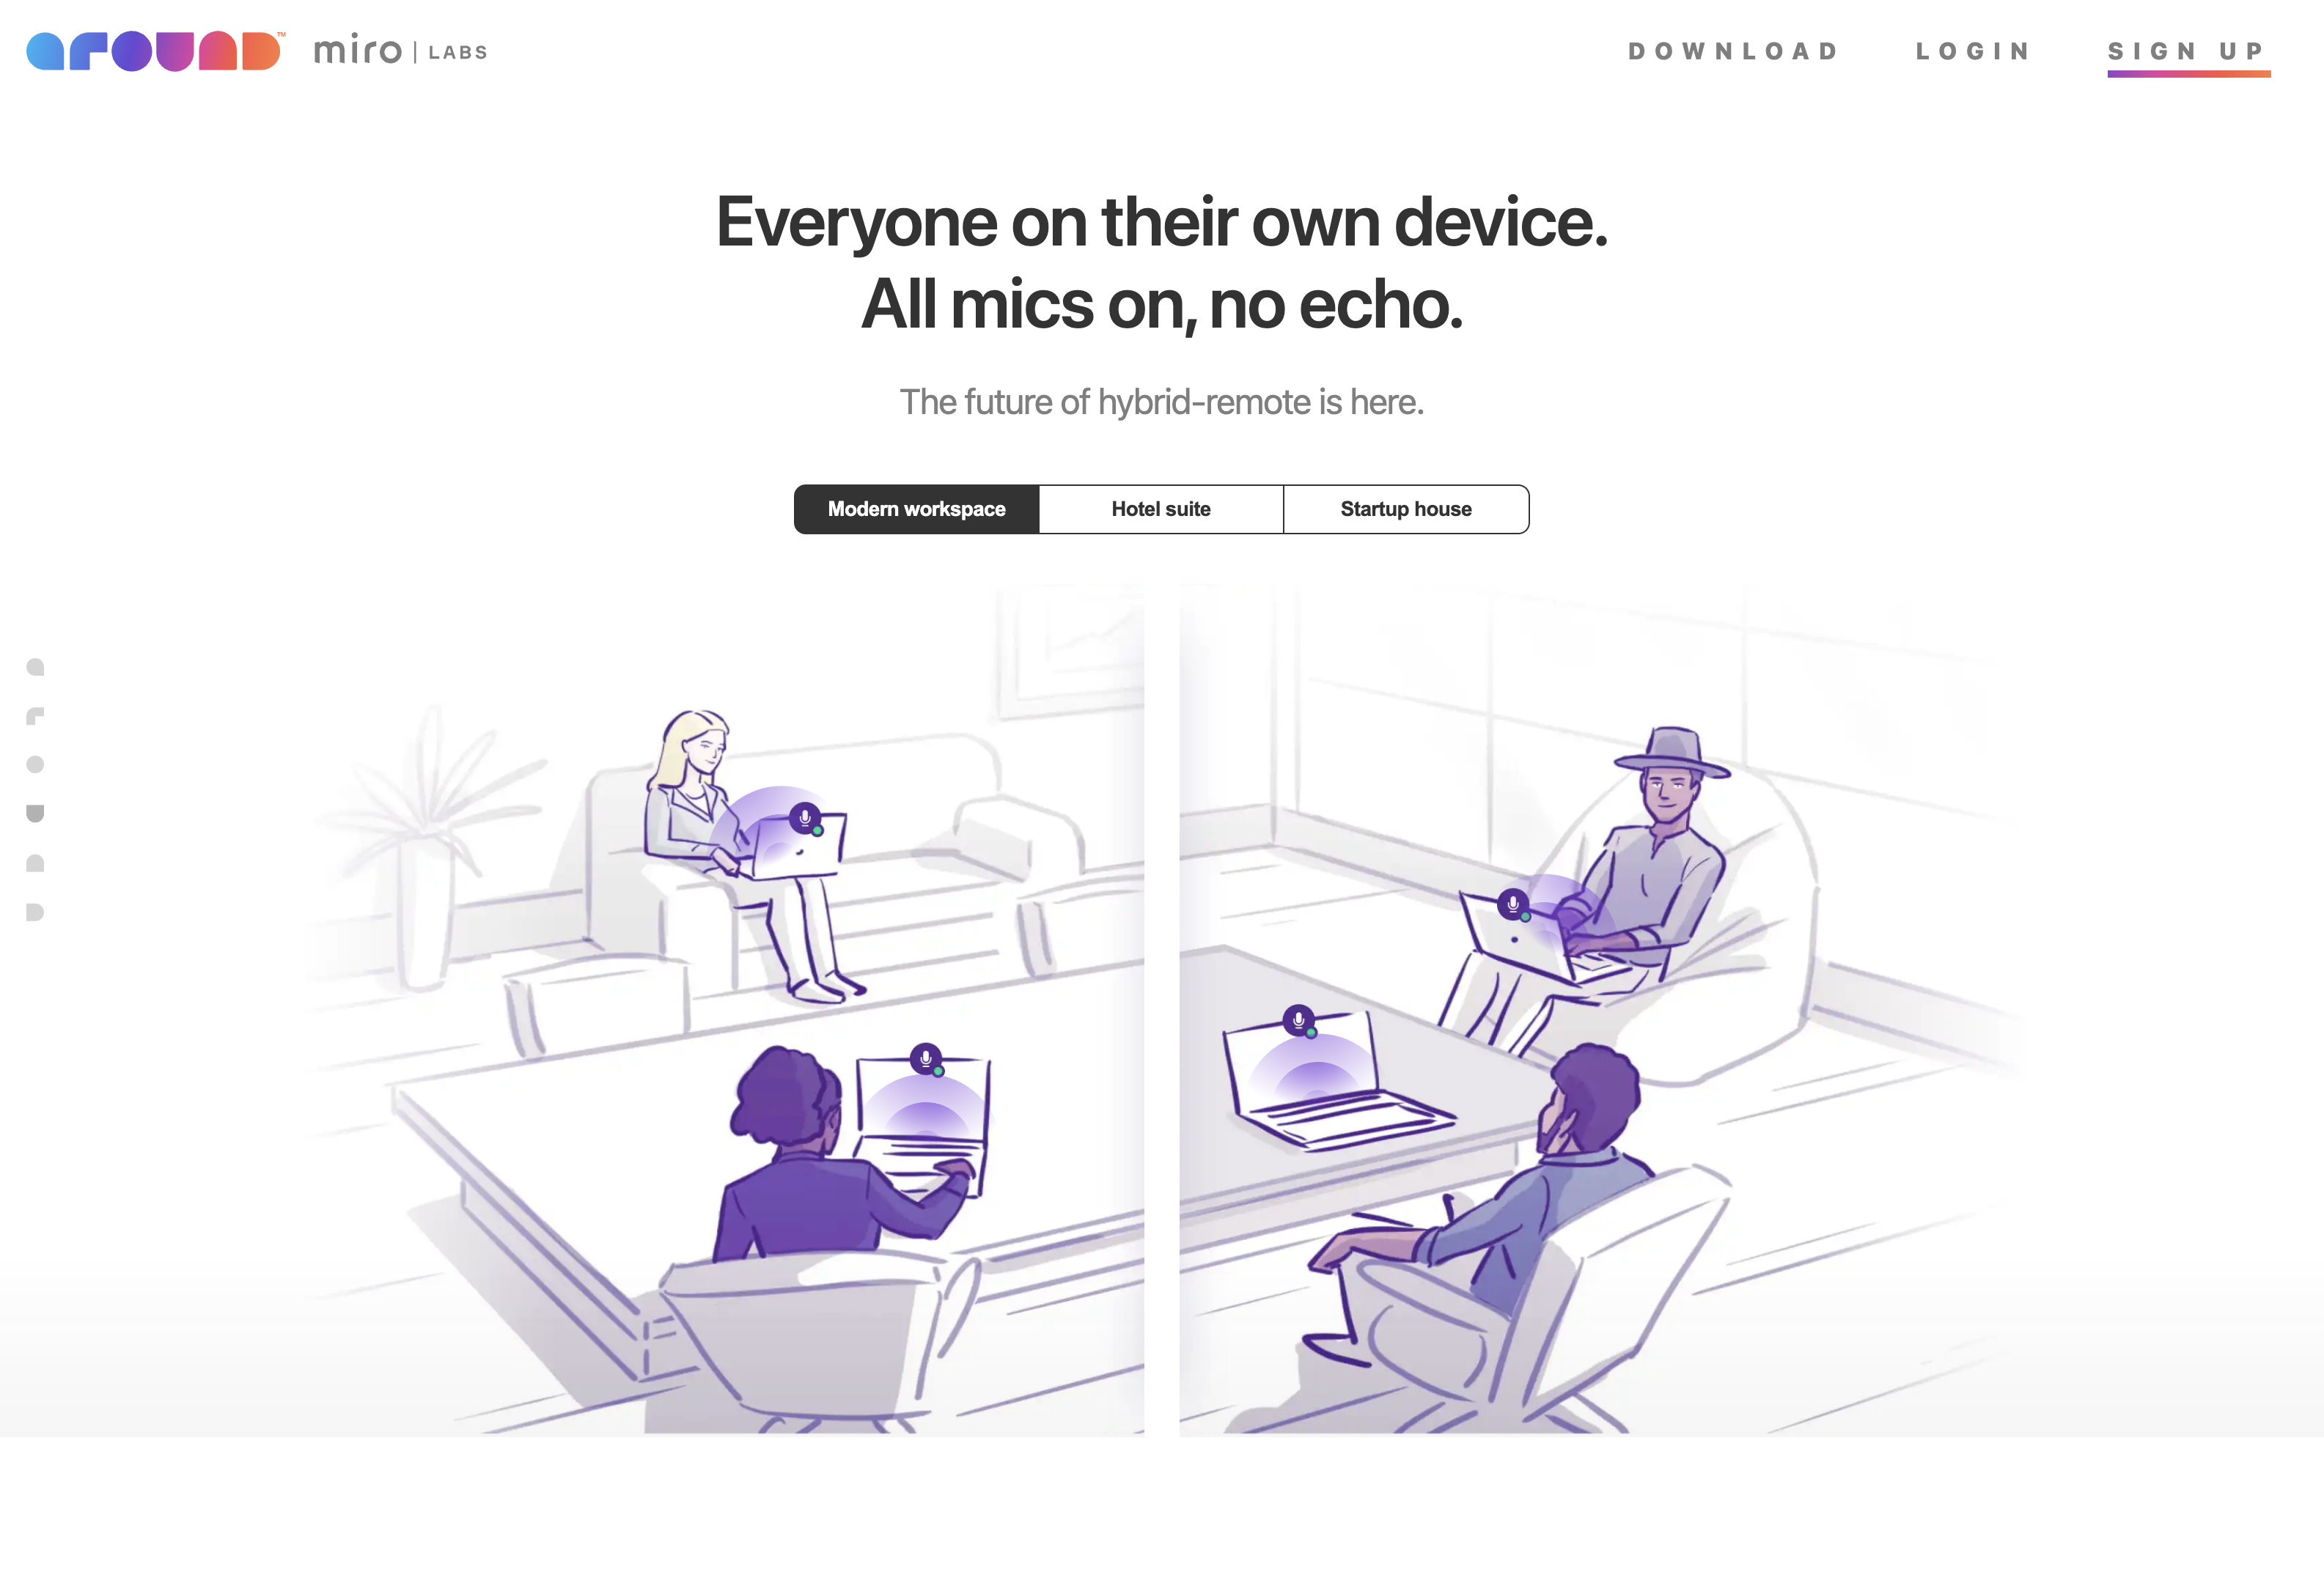 around™ miro | LABS
DOWNLOAD LOGIN SIGN UP
Everyone on their own device.
All mics on, no echo.
The future of hybrid-remote is here.
Modern workspace Hotel suite Startup house
a
r
o
u
n
D